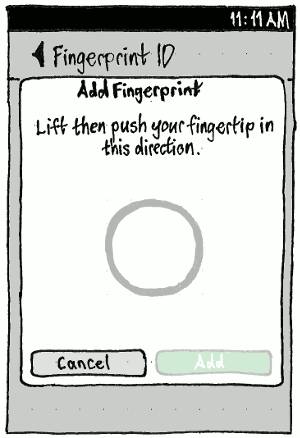 11:11 AM
Fingerprint ID
Add Fingerprint
Lift then push your fingertip in
this direction.
Cancel
Add